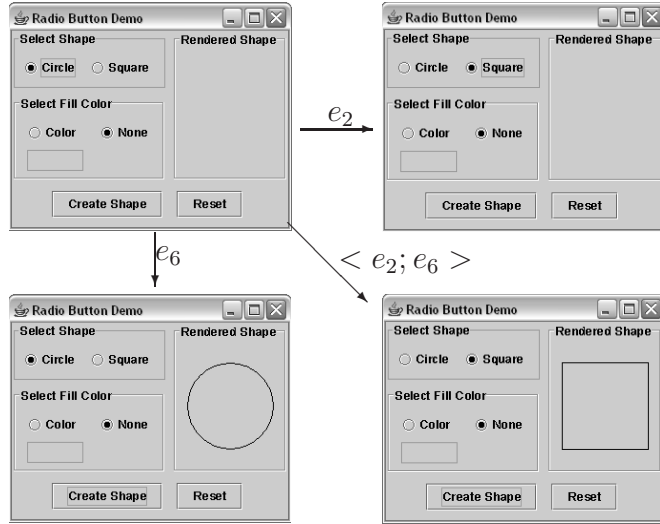 Radio Button Demo
Select Shape
Circle Square
Select Fill Color
Color None
Rendered Shape
Create Shape Reset
e2
Radio Button Demo
Select Shape
Circle Square
Select Fill Color
Color None
Rendered Shape
Create Shape Reset
e6
< e2; e6 >
Radio Button Demo
Select Shape
Circle Square
Select Fill Color
Color None
Rendered Shape
Create Shape Reset
Radio Button Demo
Select Shape
Circle Square
Select Fill Color
Color None
Rendered Shape
Create Shape Reset